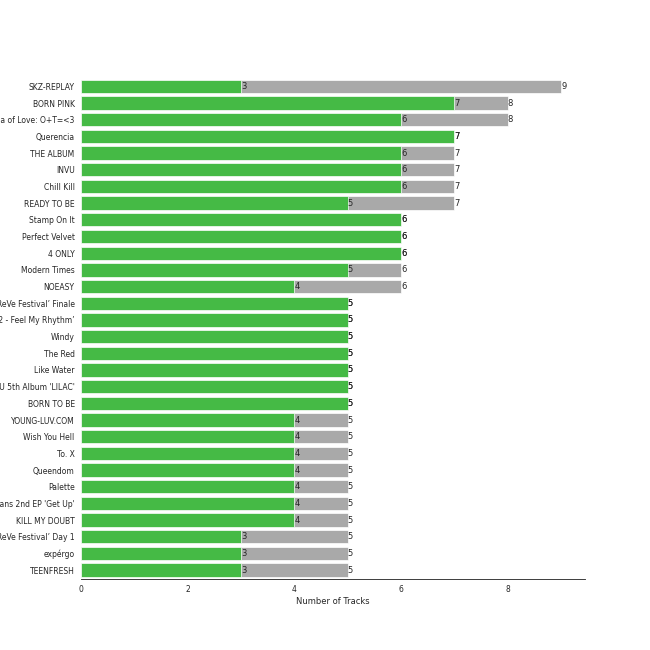 SKZ-REPLAY 3 9
BORN PINK 7 8
a of Love: O+T=<3 6 8
Querencia 7
THE ALBUM 6 7
INVU 6 7
Chill Kill 6 7
READY TO BE 5 7
Stamp On It 6
Perfect Velvet 6
4 ONLY 6
Modern Times 5 6
NOEASY 4 6
ReVe Festival’ Finale 5
2 - Feel My Rhythm’ 5
Windy 5
The Red 5
Like Water 5
U 5th Album 'LILAC' 5
BORN TO BE 5
YOUNG-LUV.COM 4 5
Wish You Hell 4 5
To. X 4 5
Queendom 4 5
Palette 4 5
ans 2nd EP 'Get Up' 4 5
KILL MY DOUBT 4 5
ReVe Festival’ Day 1 3 5
expérgo 3 5
TEENFRESH 3 5
0 2 4 6 8
Number of Tracks